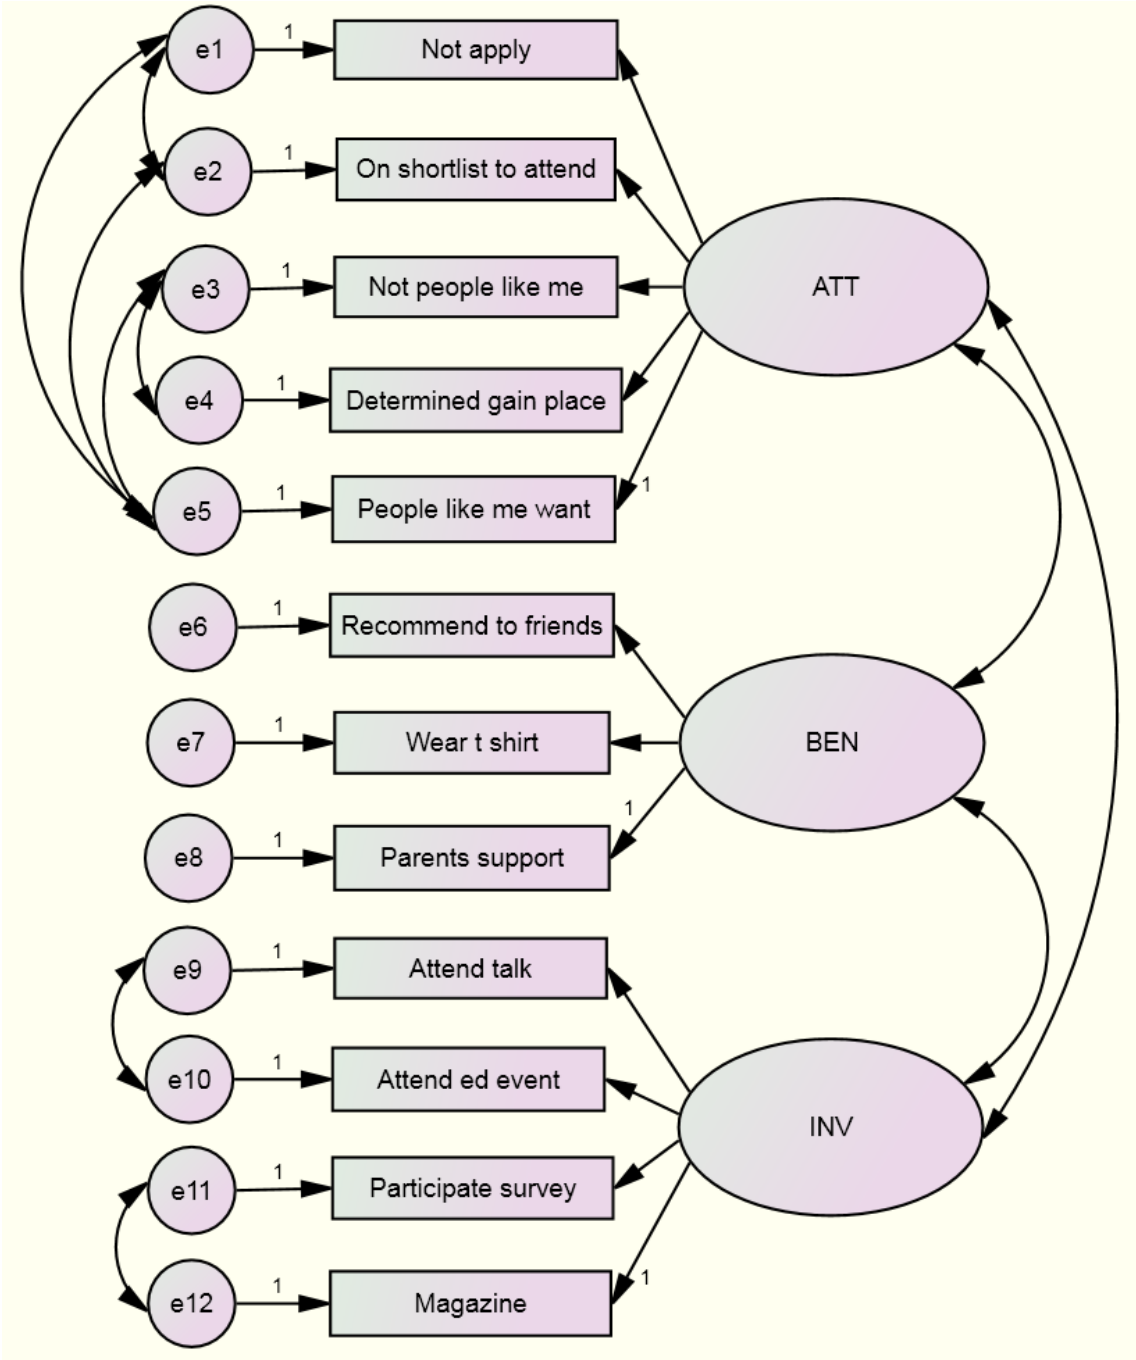 e1
1
Not apply
e2
1
On shortlist to attend
e3
1
Not people like me
ATT
e4
1
Determined gain place
e5
1
People like me want
1
e6
1
Recommend to friends
e7
1
Wear t shirt
BEN
e8
1
Parents support
1
e9
1
Attend talk
e10
1
Attend ed event
INV
e11
1
Participate survey
e12
1
Magazine
1